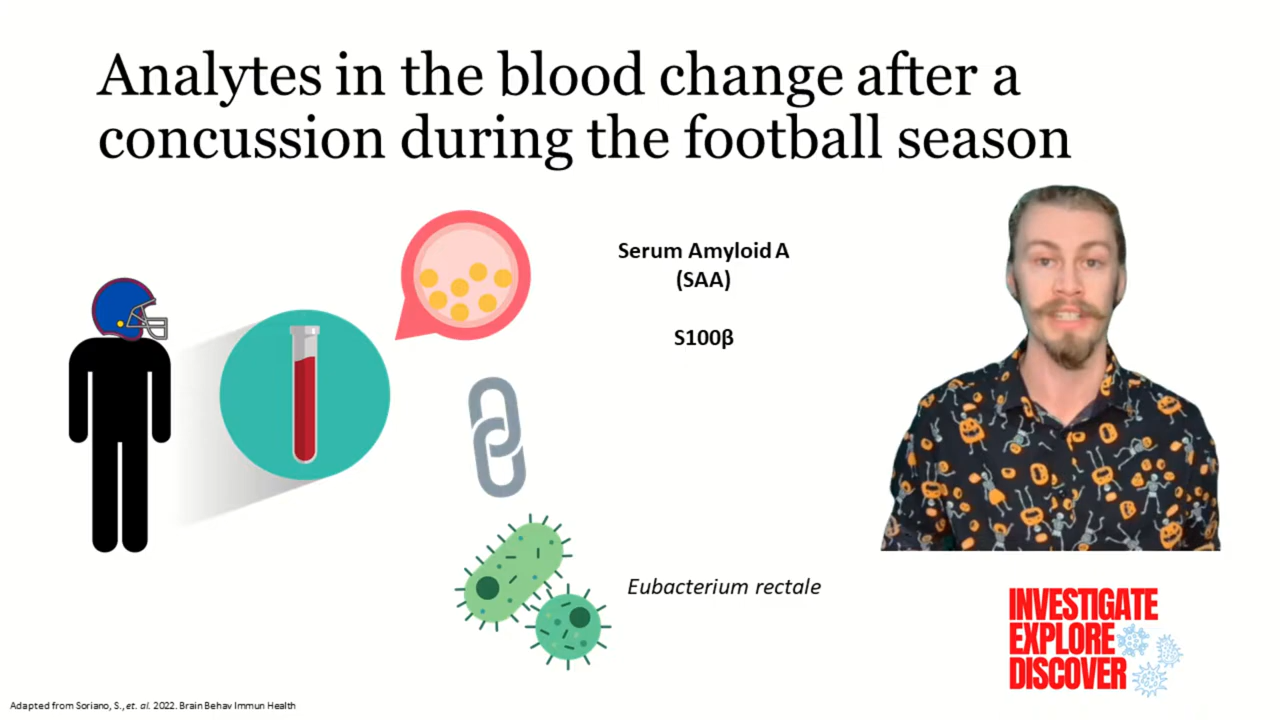 Analytes in the blood change after a
concussion during the football season
Serum Amyloid A
(SAA)
S100β
Eubacterium rectale
INVESTIGATE
EXPLORE
DISCOVER
Adapted from Soriano, S., et. al. 2022. Brain Behav Immun Health